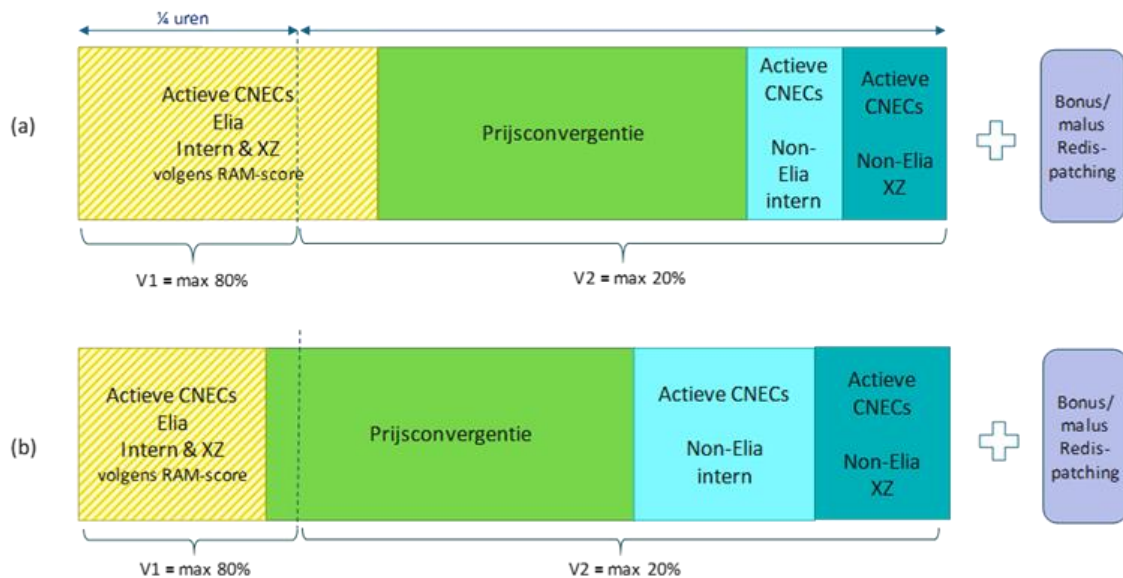 ¼ uren
(a)
Actieve CNECs
Elia
Intern & XZ
volgens RAM-score
Prijsconvergentie
Actieve
CNECs
Non-
Elia
intern
Actieve
CNECs
Non-Elia
XZ
Bonus/
malus
Redis-
patching
V1 = max 80%
V2 = max 20%
(b)
Actieve CNECs
Elia
Intern & XZ
volgens RAM-score
Prijsconvergentie
Actieve CNECs
Non-Elia
intern
Actieve
CNECs
Non-Elia
XZ
Bonus/
malus
Redis-
patching
V1 = max 80%
V2 = max 20%